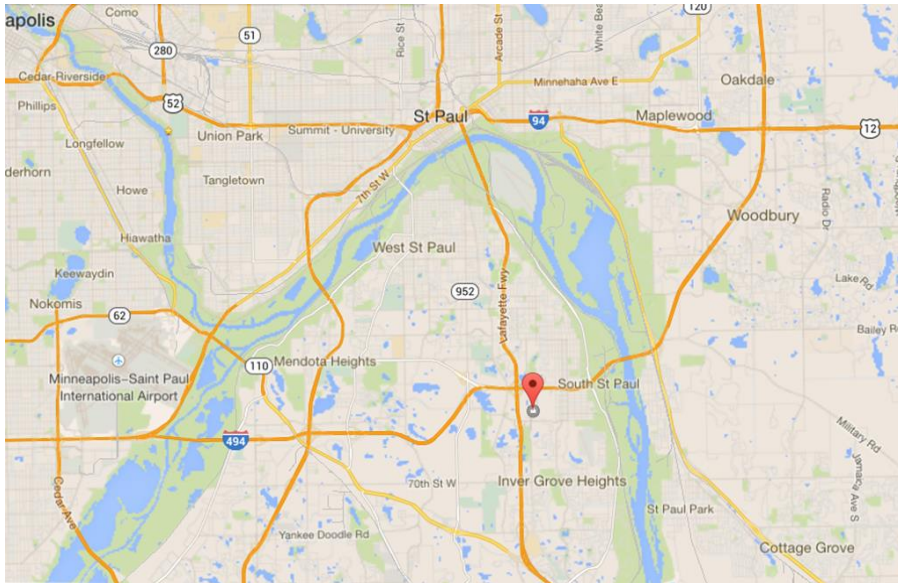 apolis
Como
280
51
Rice St
Arcade St
120
Cedar-Riverside
Oakdale
Minnehaha Ave E
Phillips
52
St Paul
94
Maplewood
12
Union Park
Summit - University
Longfellow
derhorn
Howe
Tangletown
7th St W
Radio Dr
Woodbury
Hiawatha
West St Paul
Keewaydin
952
Lake Rd
Nokomis
62
Lafayette Fwy
Bailey R
110
Mendota Heights
Minneapolis-Saint Paul
International Airport
South St Paul
494
Military Rd
Cedar Ave
70th St W
Inver Grove Heights
Jamaica Ave S
St Paul Park
Yankee Doodle Rd
Cottage Grove